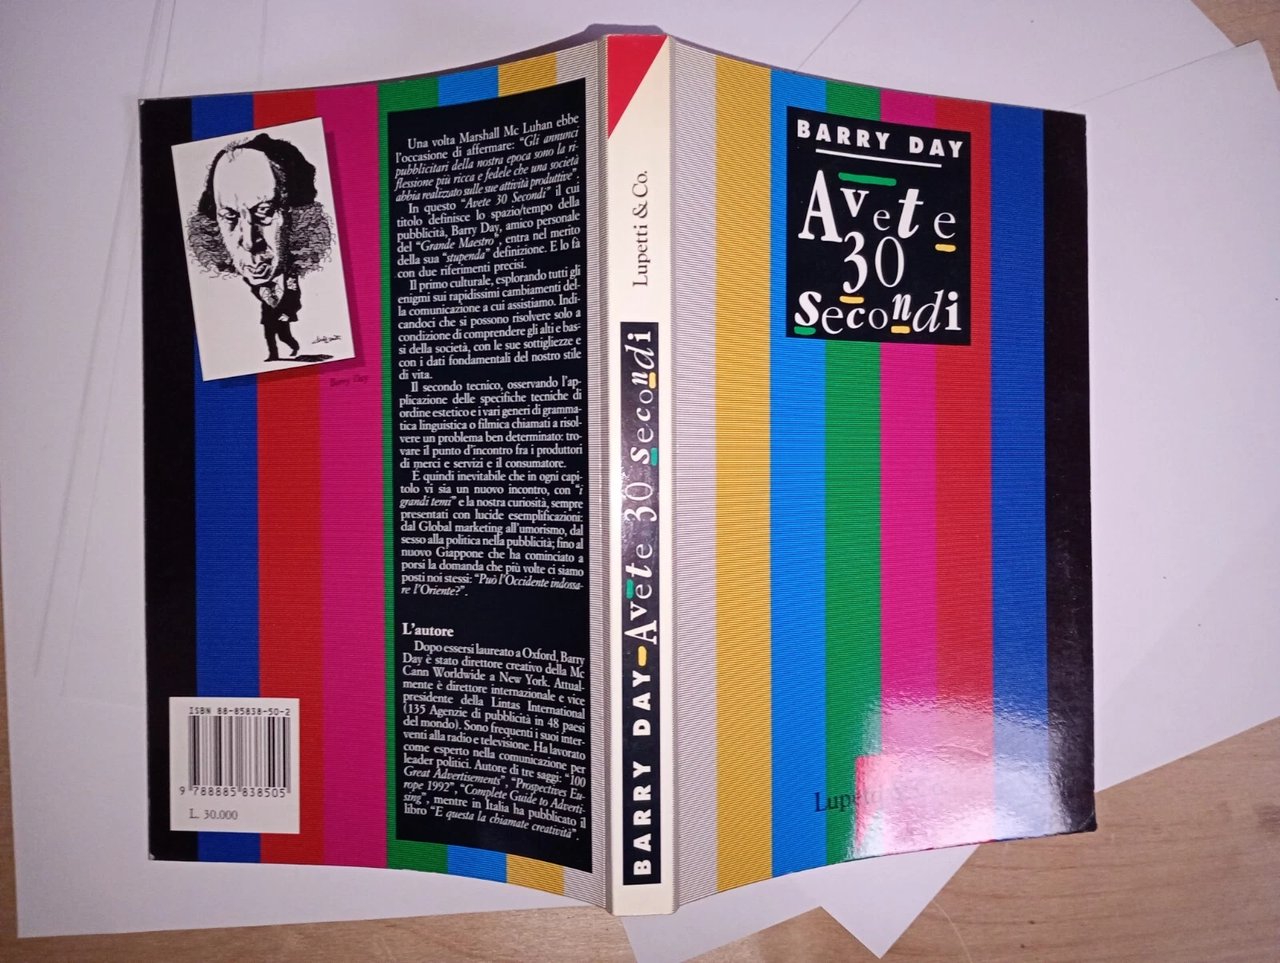 Una volta Marshall Mc Luhan ebbe
l'occasione di affermare: "Gli annunci
pubblicitari della nostra epoca sono la ri-
flessione più ricca e fedele che una società
abbia realizzato sulle sue attività produttive".
In questo "Avete 30 Secondi" il cui
titolo definisce lo spazio/tempo della
pubblicità, Barry Day, amico personale
del "Grande Maestro", entra nel merito
della sua "stupenda" definizione. E lo fà
con due riferimenti precisi.
Il primo culturale, esplorando tutti gli
enigmi sui rapidissimi cambiamenti del-
la comunicazione a cui assistiamo. Indi-
candoci che si possono risolvere solo a
condizione di comprendere gli alti e bas-
si della società, con le sue sottigliezze e
con i dati fondamentali del nostro stile
di vita.
Il secondo tecnico, osservando l'ap-
plicazione delle specifiche tecniche di
ordine estetico e i vari generi di gramma-
tica linguistica o filmica chiamati a risol-
vere un problema ben determinato: tro-
vare il punto d'incontro fra i produttori
di merci e servizi e il consumatore.
È quindi inevitabile che in ogni capi-
tolo vi sia un nuovo incontro, con "i
grandi temi" e la nostra curiosità, sempre
presentati con lucide esemplificazioni:
dal Global marketing all'umorismo, dal
sesso alla politica nella pubblicità; fino al
nuovo Giappone che ha cominciato a
porsi la domanda che più volte ci siamo
posti noi stessi: "Può l'Occidente indossa-
re l'Oriente?".
L'autore
Dopo essersi laureato a Oxford, Barry
Day è stato direttore creativo della Mc
Cann Worldwide a New York. Attual-
mente è direttore internazionale e vice
presidente della Lintas International
(135 Agenzie di pubblicità in 48 paesi
del mondo). Sono frequenti i suoi inter-
venti alla radio e televisione. Ha lavorato
come esperto nella comunicazione per
leader politici. Autore di tre saggi: "100
Great Advertisements", "Prospectives Eu-
rope 1992", "Complete Guide to Adverti-
sing", mentre in Italia ha pubblicato il
libro "E questa la chiamate creatività".
Barry Day
ISBN 88-85838-50-2
9 788885 838505
L. 30.000
Lupetti & Co.
BARRY DAY - Avete 30 secondi
BARRY DAY
Avete
30
secondi